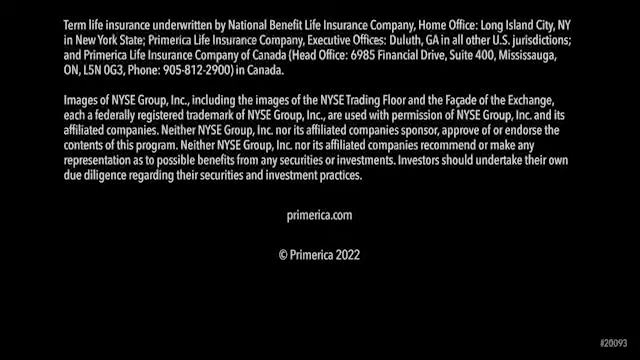 Term life insurance underwritten by National Benefit Life Insurance Company, Home Office: Long Island City, NY
in New York State; Primerica Life Insurance Company, Executive Offices: Duluth, GA in all other U.S. jurisdictions;
and Primerica Life Insurance Company of Canada (Head Office: 6985 Financial Drive, Suite 400, Mississauga,
ON, L5N 0G3, Phone: 905-812-2900) in Canada.
Images of NYSE Group, Inc., including the images of the NYSE Trading Floor and the Façade of the Exchange,
each a federally registered trademark of NYSE Group, Inc., are used with permission of NYSE Group, Inc. and its
affiliated companies. Neither NYSE Group, Inc. nor its affiliated companies sponsor, approve of or endorse the
contents of this program. Neither NYSE Group, Inc. nor its affiliated companies recommend or make any
representation as to possible benefits from any securities or investments. Investors should undertake their own
due diligence regarding their securities and investment practices.
primerica.com
© Primerica 2022
#20093